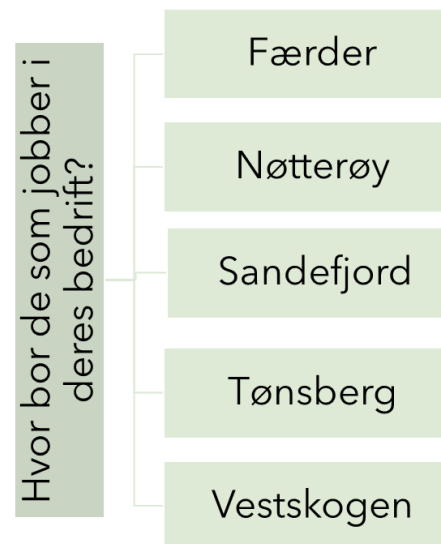 Hvor bor de som jobber i
deres bedrift?
Færder
Nøtterøy
Sandefjord
Tønsberg
Vestskogen